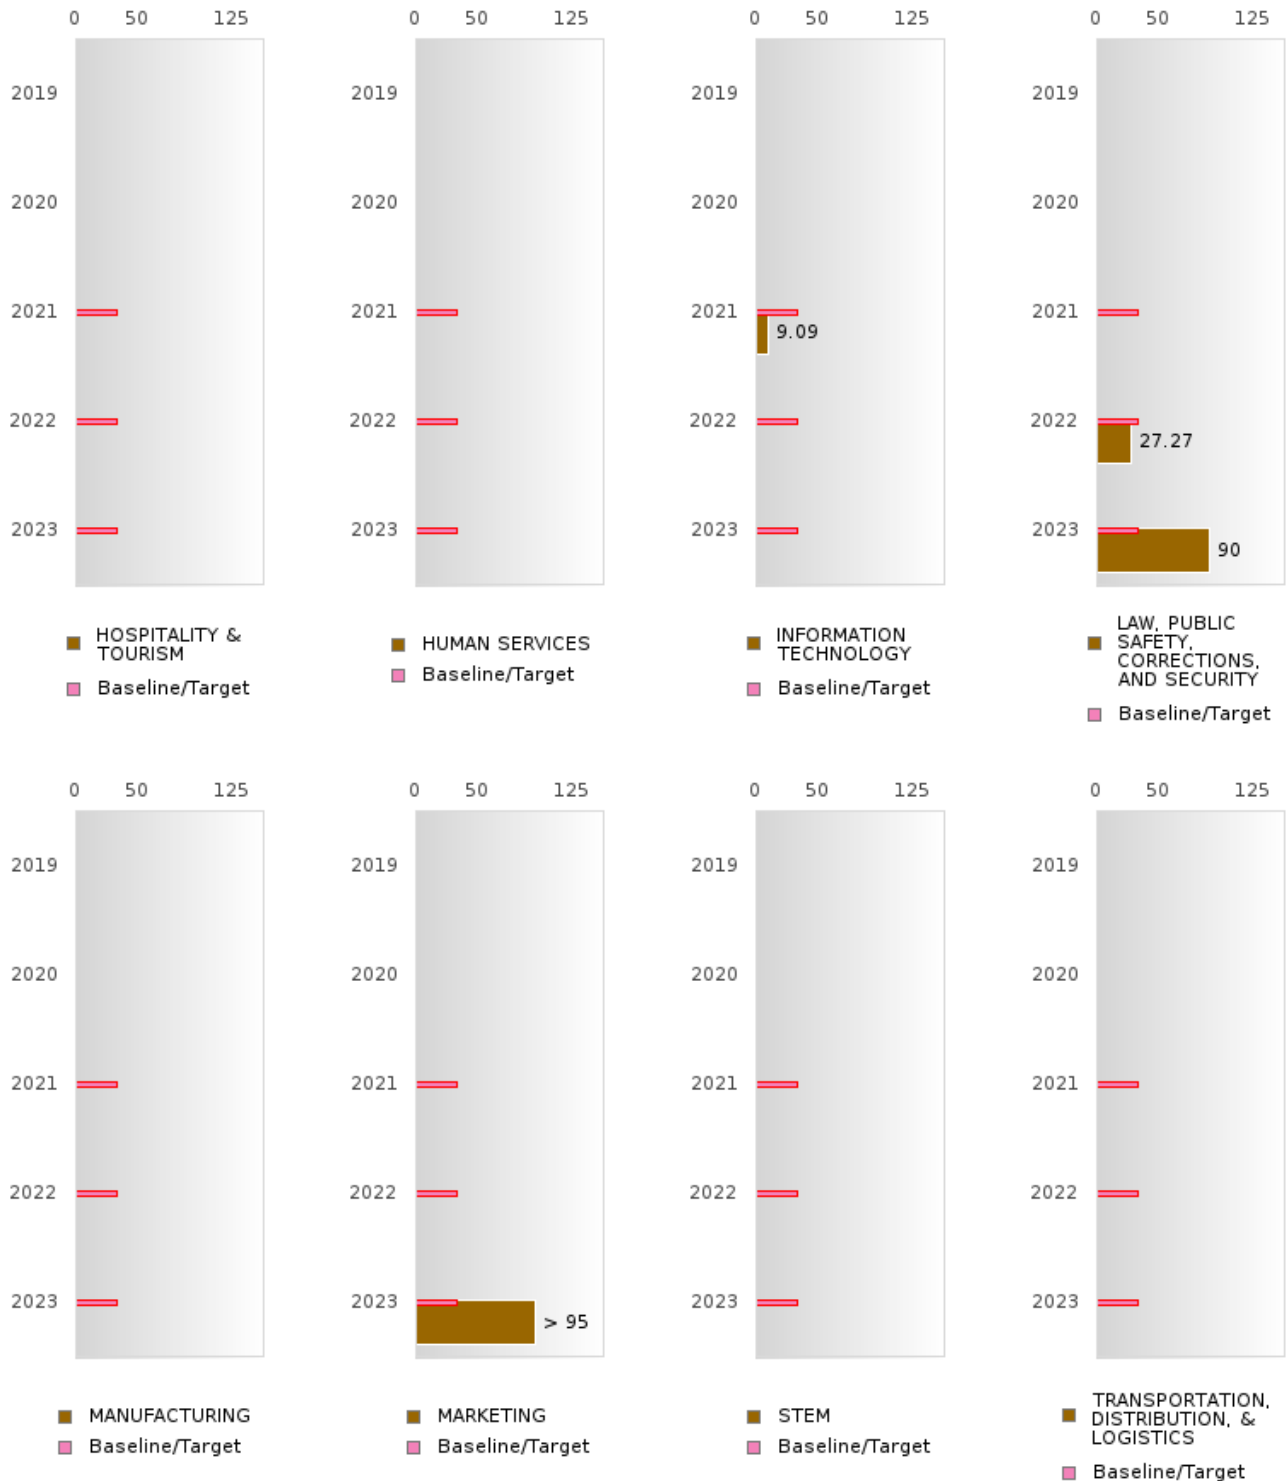 0 50 125 0 50 125 0 50 125 0 50 125
2019 2019 2019 2019
2020 2020 2020 2020
2021 2021 2021 9.09 2021
2022 2022 2022 2022 27.27
2023 2023 2023 2023 90
HOSPITALITY &
TOURISM
Baseline/Target
HUMAN SERVICES
Baseline/Target
INFORMATION
TECHNOLOGY
Baseline/Target
LAW, PUBLIC
SAFETY,
CORRECTIONS,
AND SECURITY
Baseline/Target
0 50 125 0 50 125 0 50 125 0 50 125
2019 2019 2019 2019
2020 2020 2020 2020
2021 2021 2021 2021
2022 2022 2022 2022
2023 2023 > 95 2023 2023
MANUFACTURING
Baseline/Target
MARKETING
Baseline/Target
STEM
Baseline/Target
TRANSPORTATION,
DISTRIBUTION, &
LOGISTICS
Baseline/Target